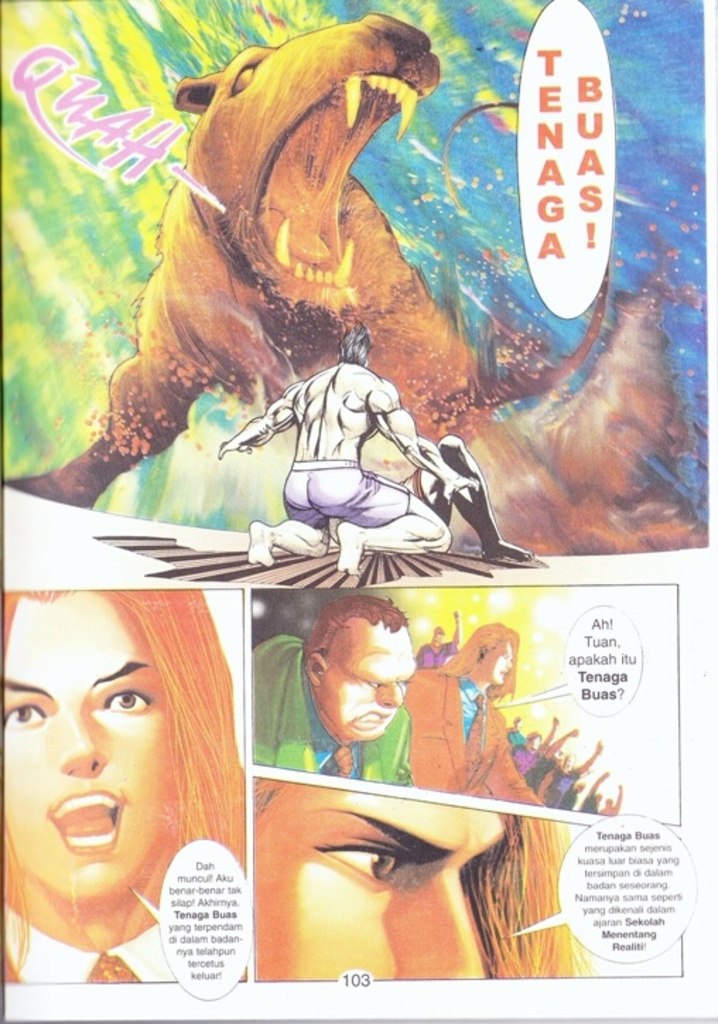 QUAH
TENAGA
BUAS!
Dah
muncul! Aku
benar-benar tak
silap! Akhirnya,
Tenaga Buas
yang terpendam
di dalam badan-
nya telahpun
tercetus
keluar!
Ah!
Tuan,
apakah itu
Tenaga
Buas?
Tenaga Buas
merupakan sejenis
kuasa luar biasa yang
tersimpan di dalam
badan seseorang.
Namanya sama seperti
yang dikenali dalam
ajaran Sekolah
Menentang
Realiti!
103